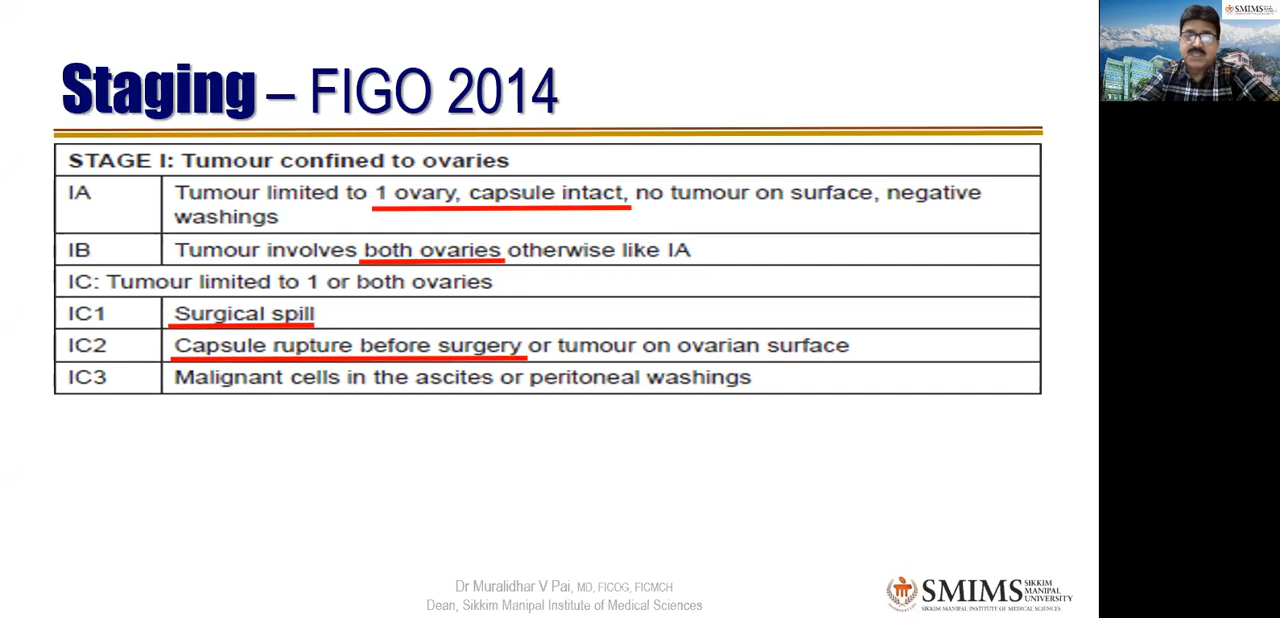 SMIMS
Staging – FIGO 2014
STAGE I: Tumour confined to ovaries
IA Tumour limited to 1 ovary, capsule intact, no tumour on surface, negative
washings
IB Tumour involves both ovaries otherwise like IA
IC: Tumour limited to 1 or both ovaries
IC1 Surgical spill
IC2 Capsule rupture before surgery or tumour on ovarian surface
IC3 Malignant cells in the ascites or peritoneal washings
Dr Muralidhar V Pai, MD, FICOG, FICMCH
Dean, Sikkim Manipal Institute of Medical Sciences
SMIMS SIKKIM
MANIPAL
UNIVERSITY
SIKKIM MANIPAL INSTITUTE OF MEDICAL SCIENCES